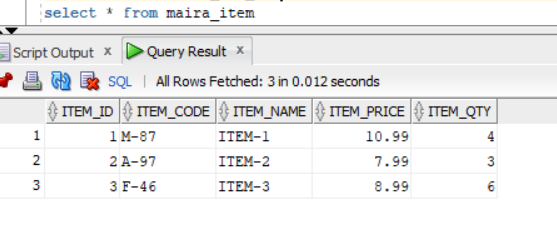 select * from maira_item
Script Output x Query Result x
SQL | All Rows Fetched: 3 in 0.012 seconds
ITEM_ID ITEM_CODE ITEM_NAME ITEM_PRICE ITEM_QTY
1 1 M-87 ITEM-1 10.99 4
2 2 A-97 ITEM-2 7.99 3
3 3 F-46 ITEM-3 8.99 6